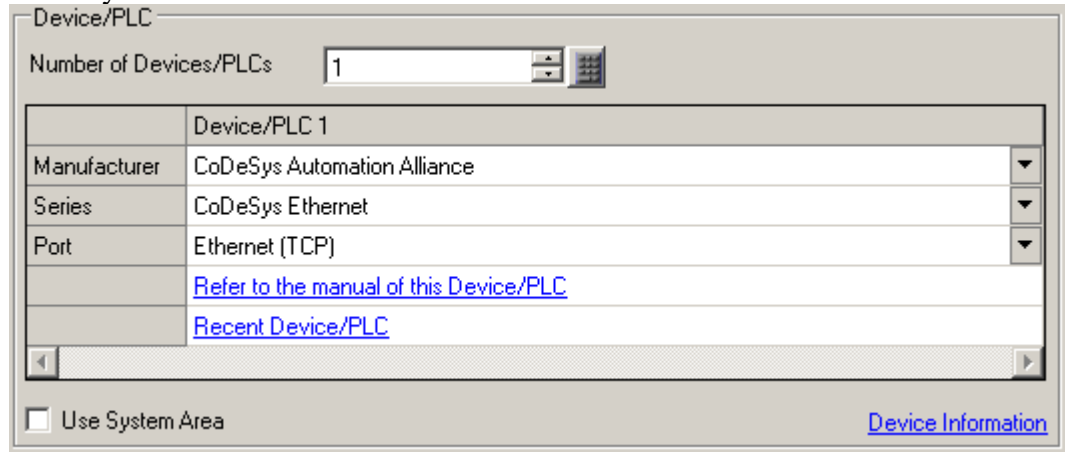 Device/PLC
Number of Devices/PLCs 1
Device/PLC 1
Manufacturer CoDeSys Automation Alliance
Series CoDeSys Ethernet
Port Ethernet (TCP)
Refer to the manual of this Device/PLC
Recent Device/PLC
Use System Area Device Information